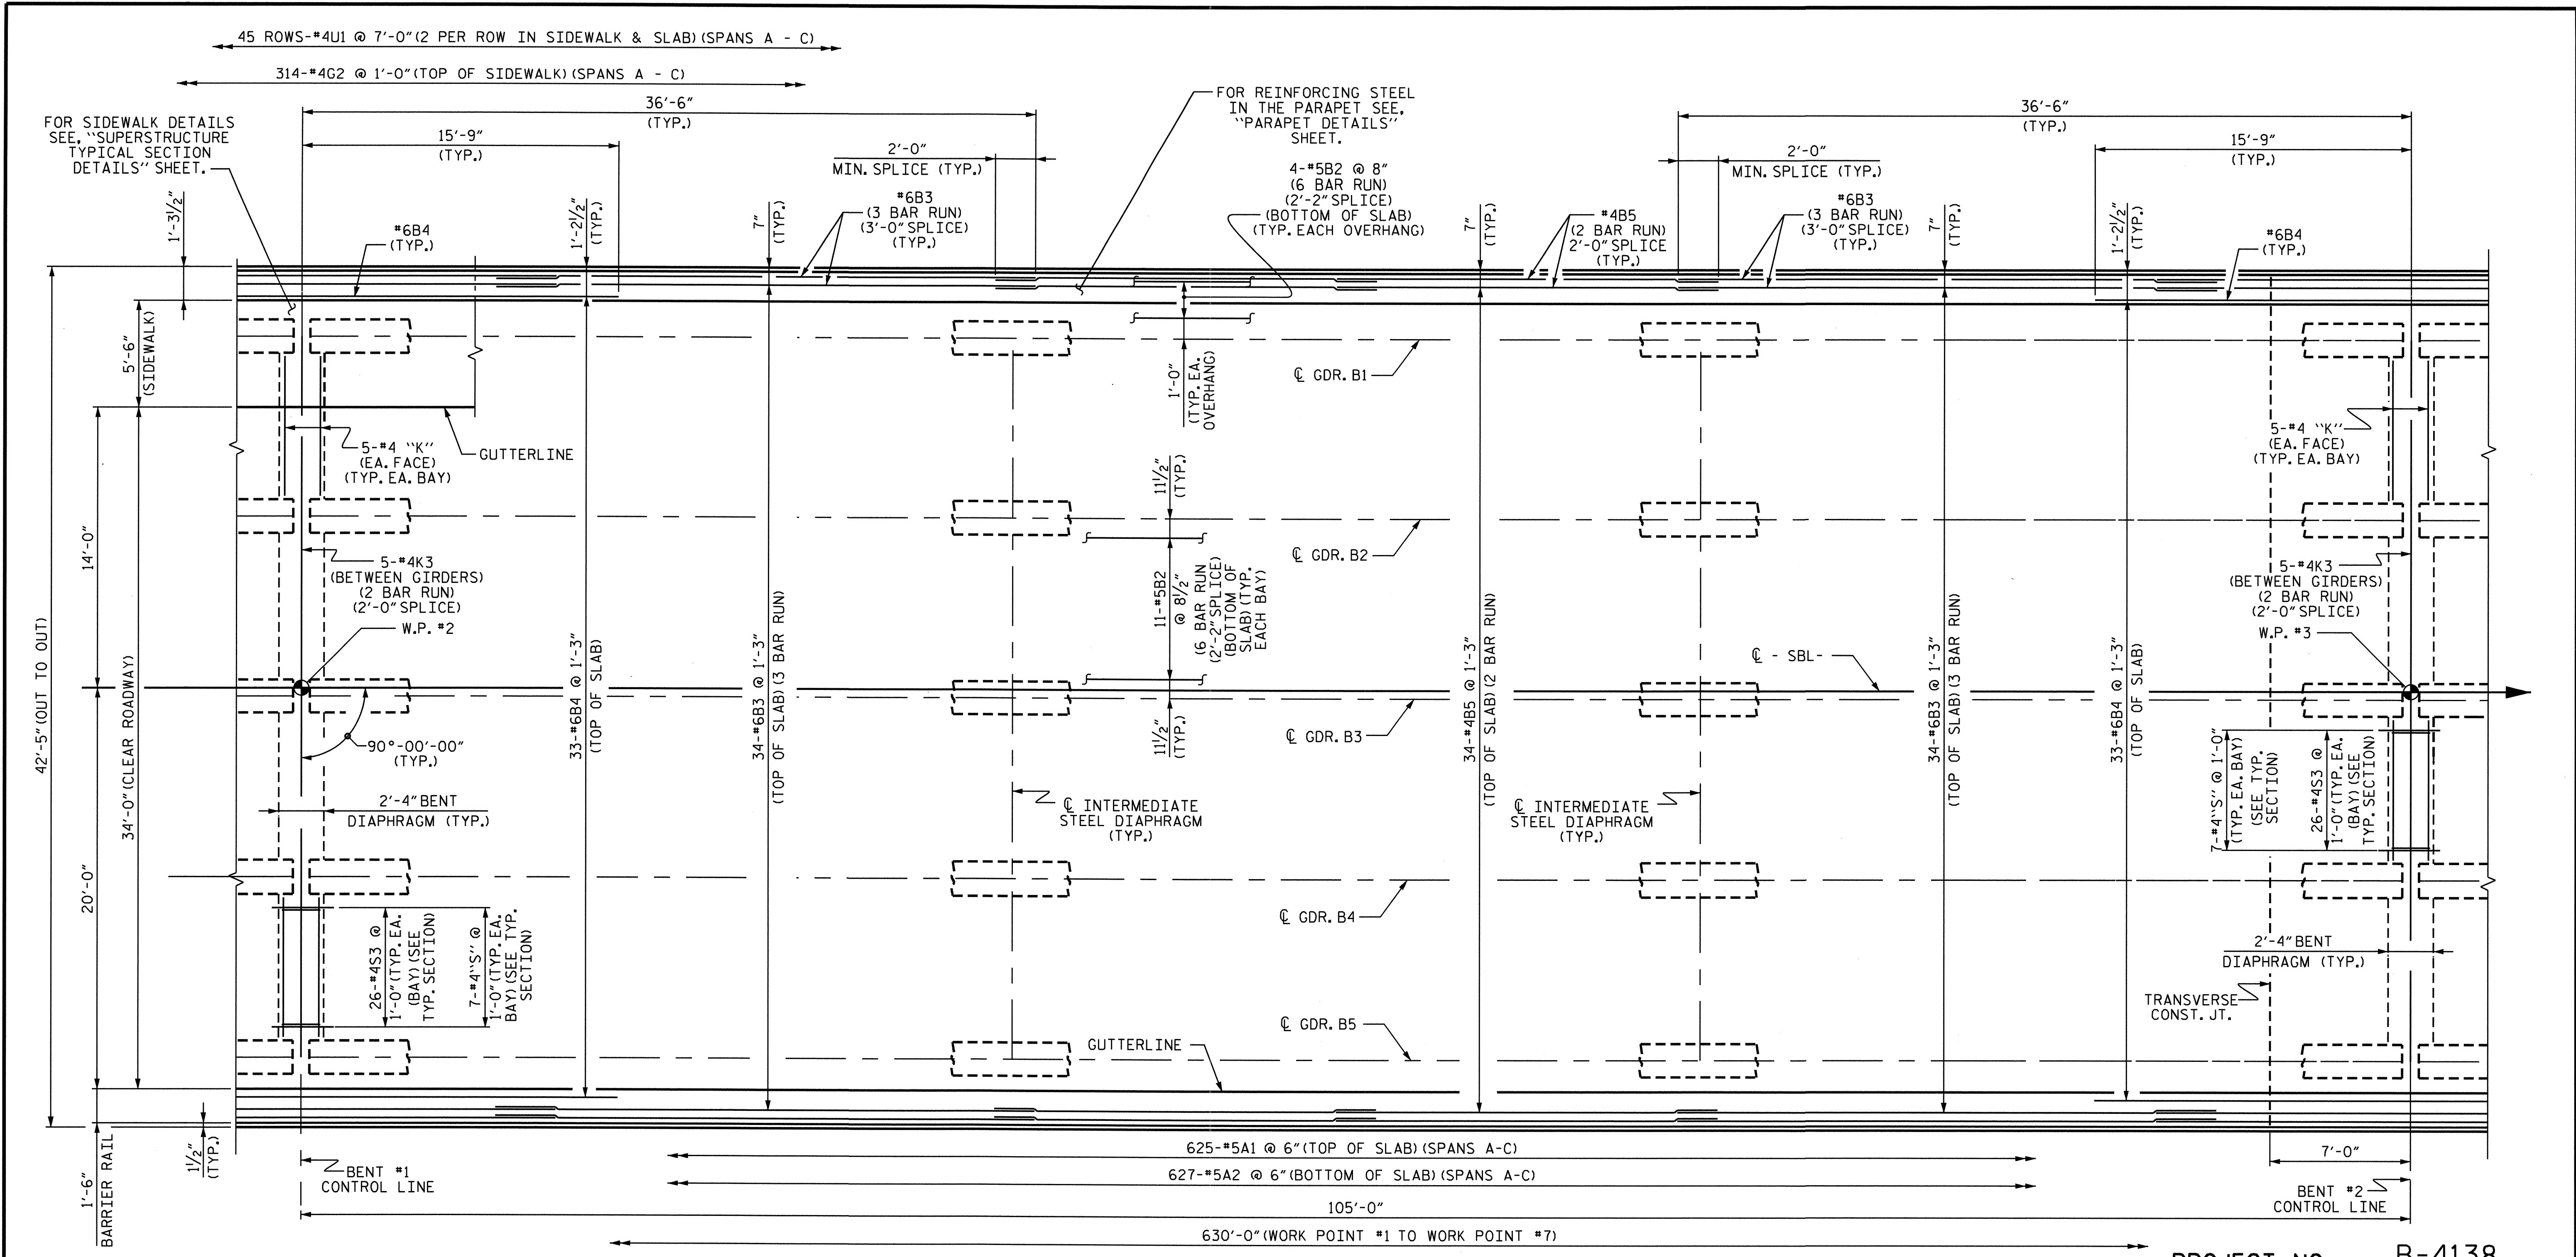 45 ROWS-#4U1 @ 7'-0" (2 PER ROW IN SIDEWALK & SLAB) (SPANS A - C)
314-#4G2 @ 1'-0" (TOP OF SIDEWALK) (SPANS A - C)
36'-6"
(TYP.)
15'-9"
(TYP.)
FOR SIDEWALK DETAILS
SEE, "SUPERSTRUCTURE
TYPICAL SECTION
DETAILS" SHEET.
2'-0"
MIN. SPLICE (TYP.)
FOR REINFORCING STEEL
IN THE PARAPET SEE,
"PARAPET DETAILS"
SHEET.
36'-6"
(TYP.)
15'-9"
(TYP.)
2'-0"
MIN. SPLICE (TYP.)
1'-3½"
#6B4
(TYP.)
1'-2½"
(TYP.)
7"
(TYP.)
#6B3
(3 BAR RUN)
(3'-0" SPLICE)
(TYP.)
4-#5B2 @ 8"
(6 BAR RUN)
(2'-2" SPLICE)
(BOTTOM OF SLAB)
(TYP. EACH OVERHANG)
7"
(TYP.)
#4B5
(2 BAR RUN)
2'-0" SPLICE
(TYP.)
#6B3
(3 BAR RUN)
(3'-0" SPLICE)
(TYP.)
7"
(TYP.)
1'-2½"
(TYP.)
#6B4
(TYP.)
5'-6"
(SIDEWALK)
1'-0"
(TYP. EA.
OVERHANG)
℄ GDR. B1
5-#4 "K"
(EA. FACE)
(TYP. EA. BAY)
GUTTERLINE
5-#4 "K"
(EA. FACE)
(TYP. EA. BAY)
14'-0"
11½"
(TYP.)
℄ GDR. B2
5-#4K3
(BETWEEN GIRDERS)
(2 BAR RUN)
(2'-0" SPLICE)
W.P. #2
11-#5B2
@ 8½"
(6 BAR RUN
(2'-2" SPLICE)
(BOTTOM OF
SLAB) (TYP.
EACH BAY)
5-#4K3
(BETWEEN GIRDERS)
(2 BAR RUN)
(2'-0" SPLICE)
W.P. #3
℄ - SBL-
42'-5" (OUT TO OUT)
34'-0" (CLEAR ROADWAY)
33-#6B4 @ 1'-3"
(TOP OF SLAB)
34-#6B3 @ 1'-3"
(TOP OF SLAB) (3 BAR RUN)
34-#4B5 @ 1'-3"
(TOP OF SLAB) (2 BAR RUN)
34-#6B3 @ 1'-3"
(TOP OF SLAB) (3 BAR RUN)
33-#6B4 @ 1'-3"
(TOP OF SLAB)
90°-00'-00"
(TYP.)
11½"
(TYP.)
℄ GDR. B3
2'-4" BENT
DIAPHRAGM (TYP.)
℄ INTERMEDIATE
STEEL DIAPHRAGM
(TYP.)
℄ INTERMEDIATE
STEEL DIAPHRAGM
(TYP.)
7-#4"S" @ 1'-0"
(TYP. EA. BAY)
(SEE TYP.
SECTION)
26-#4S3 @
1'-0" (TYP. EA.
(BAY) (SEE
TYP. SECTION)
20'-0"
℄ GDR. B4
26-#4S3 @
1'-0" (TYP. EA.
(BAY) (SEE
TYP. SECTION)
7-#4"S" @
1'-0" (TYP. EA.
BAY) (SEE TYP.
SECTION)
2'-4" BENT
DIAPHRAGM (TYP.)
TRANSVERSE
CONST. JT.
℄ GDR. B5
GUTTERLINE
1'-6"
BARRIER RAIL
1½"
(TYP.)
BENT #1
CONTROL LINE
625-#5A1 @ 6" (TOP OF SLAB) (SPANS A-C)
627-#5A2 @ 6" (BOTTOM OF SLAB) (SPANS A-C)
7'-0"
BENT #2
CONTROL LINE
105'-0"
630'-0" (WORK POINT #1 TO WORK POINT #7)